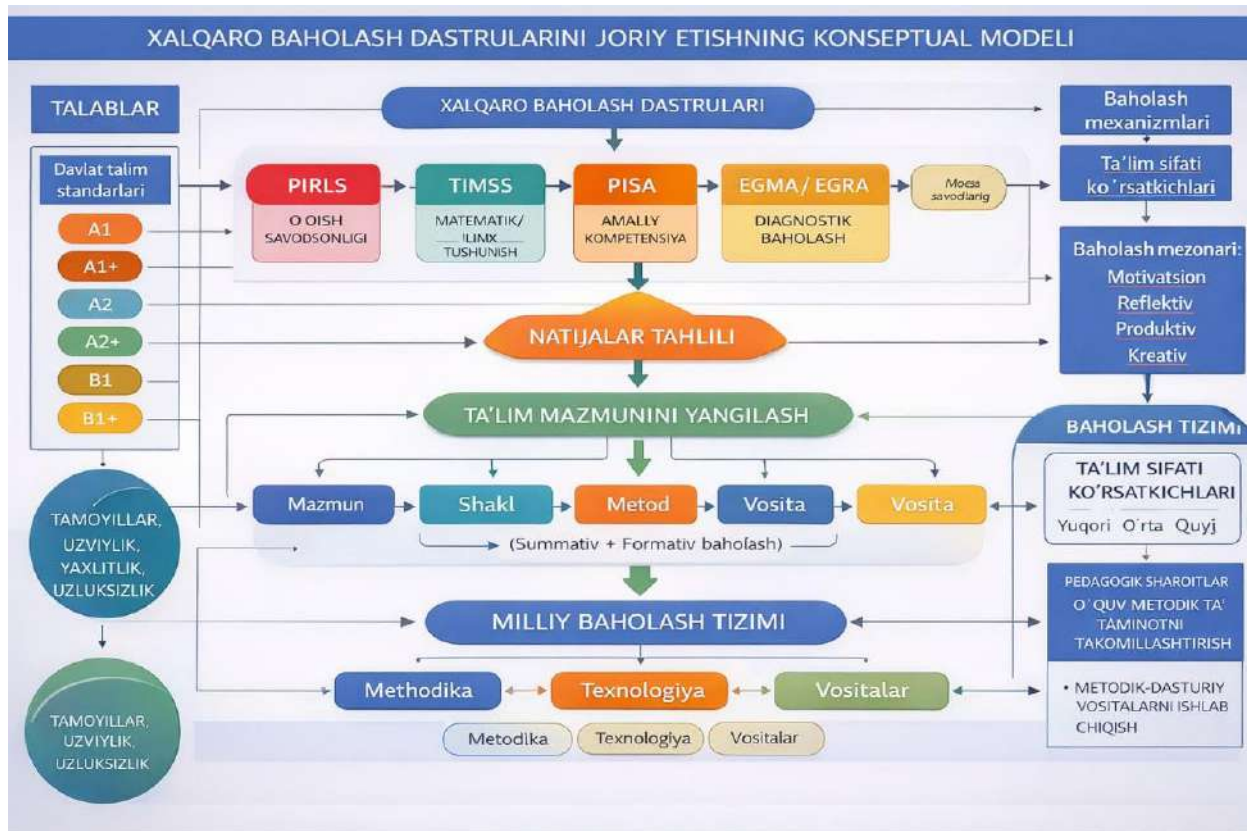 XALQARO BAHOLASH DASTRULARINI JORIY ETISHNING KONSEPTUAL MODELI
TALABLAR
Davlat talim
standarlari
A1
A1+
A2
A2+
B1
B1+
TAMOYILLAR,
UZVIYLIK,
YAXLITLIK,
UZLUKSIZLIK
TAMOYILLAR,
UZVIYLIK,
UZLUKSIZLIK
XALQARO BAHOLASH DASTRULARI
PIRLS
O OISH
SAVODSONLIGI
TIMSS
MATEMATIK/
ILIMX
TUSHUNISH
PISA
AMALLY
KOMPETENSIYA
EGMA / EGRA
DIAGNOSTIK
BAHOLASH
Moesa
savodlarig
NATIJALAR TAHLILI
TA'LIM MAZMUNINI YANGILASH
Mazmun
Shakl
Metod
Vosita
Vosita
(Summativ + Formativ baholash)
MILLIY BAHOLASH TIZIMI
Methodika
Texnologiya
Vositalar
Metodika
Texnologiya
Vositalar
Baholash
mexanizmlari
Ta'lim sifati
ko'rsatkichlari
Baholash mezonari:
Motivatsion
Reflektiv
Produktiv
Kreativ
BAHOLASH TIZIMI
TA'LIM SIFATI
KO'RSATKICHLARI
Yuqori O'rta Quyj
PEDAGOGIK SHAROITLAR
O'QUV METODIK TA'
TAMINOTNI
TAKOMILLASHTIRISH
• METODIK-DASTURIY
VOSITALARNI ISHLAB
CHIQISH